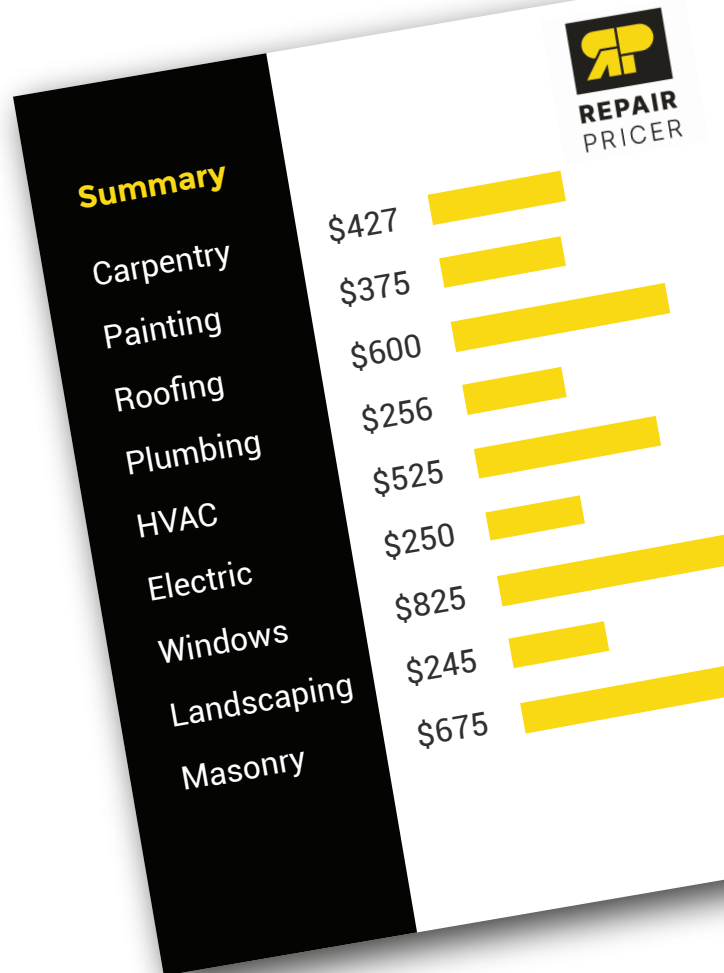 REPAIR
PRICER
Summary
Carpentry $427
Painting $375
Roofing $600
Plumbing $256
HVAC $525
Electric $250
Windows $825
Landscaping $245
Masonry $675